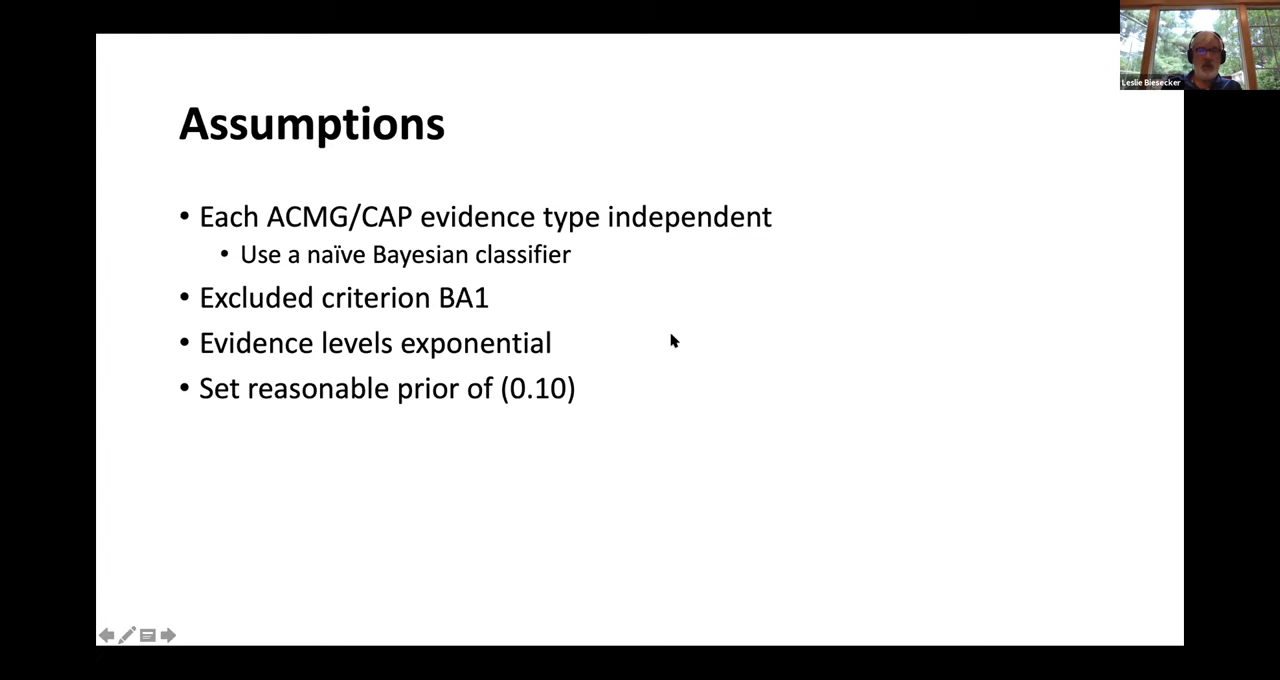 Leslie Biesecker
Assumptions
• Each ACMG/CAP evidence type independent
• Use a naïve Bayesian classifier
• Excluded criterion BA1
• Evidence levels exponential
• Set reasonable prior of (0.10)